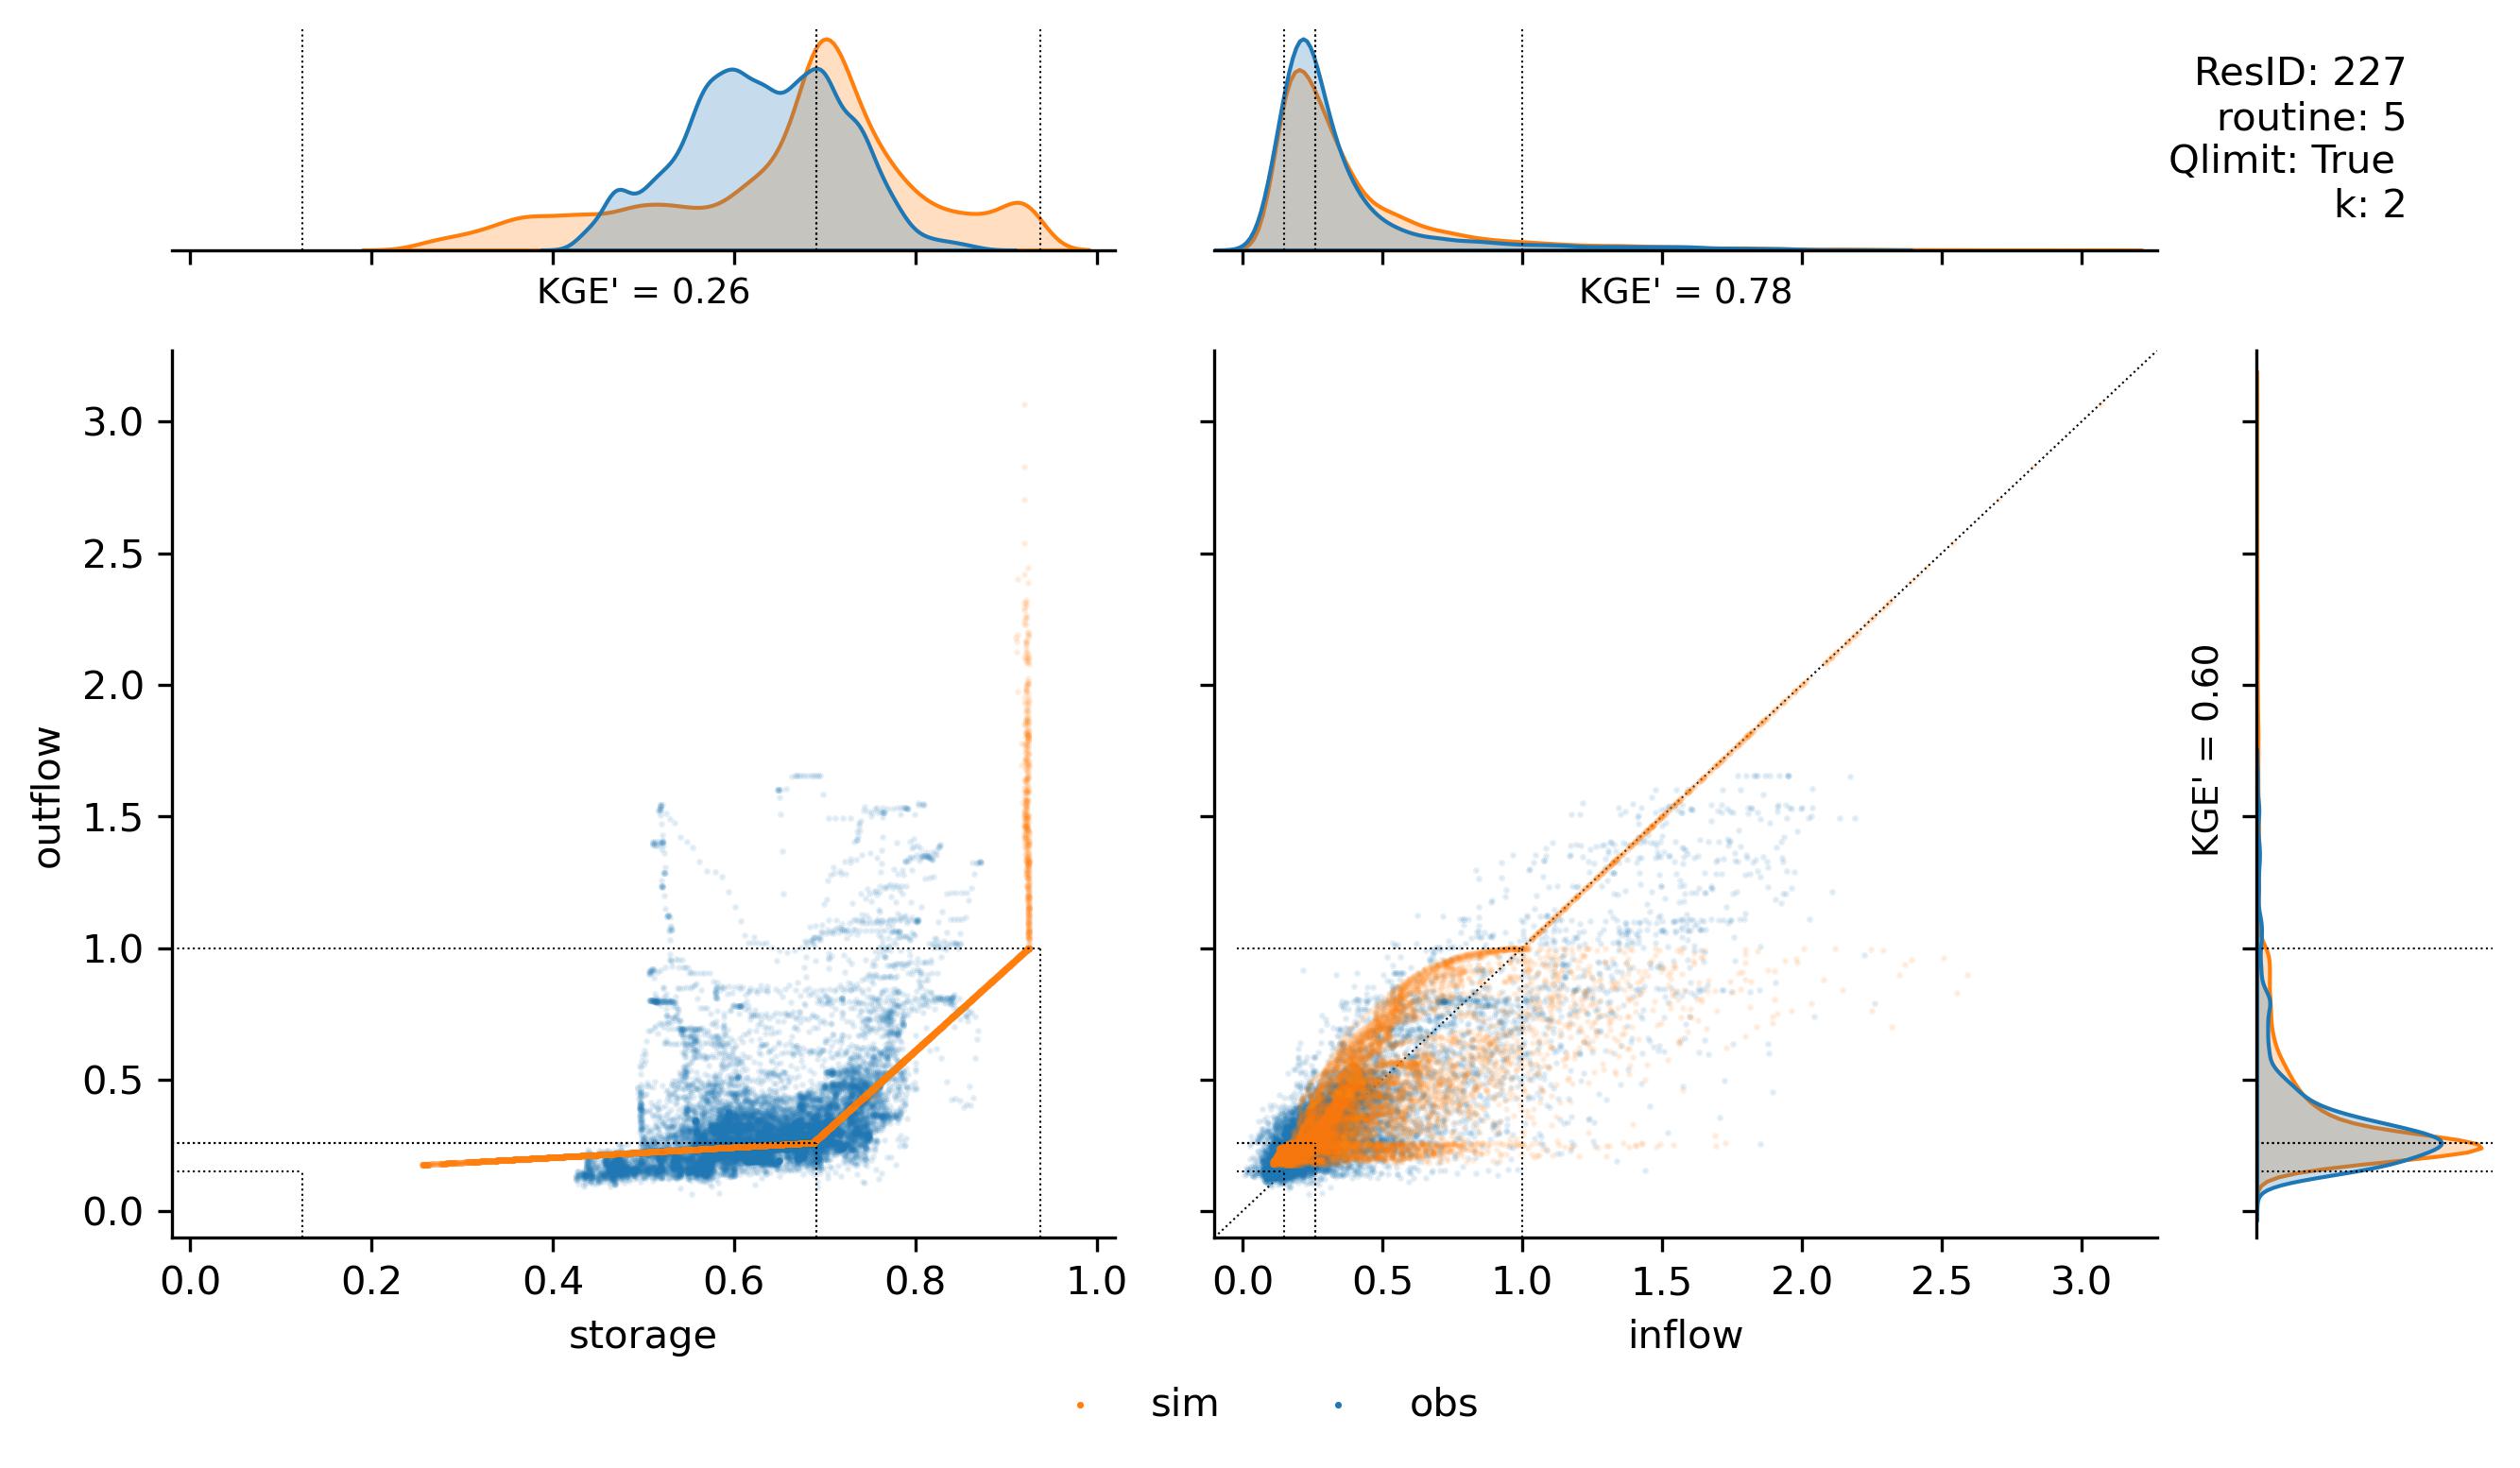 ResID: 227
routine: 5
Qlimit: True
k: 2
KGE' = 0.26
KGE' = 0.78
outflow
3.0
2.5
2.0
1.5
1.0
0.5
0.0
KGE' = 0.60
0.0 0.2 0.4 0.6 0.8 1.0
0.0 0.5 1.0 1.5 2.0 2.5 3.0
storage
inflow
sim obs